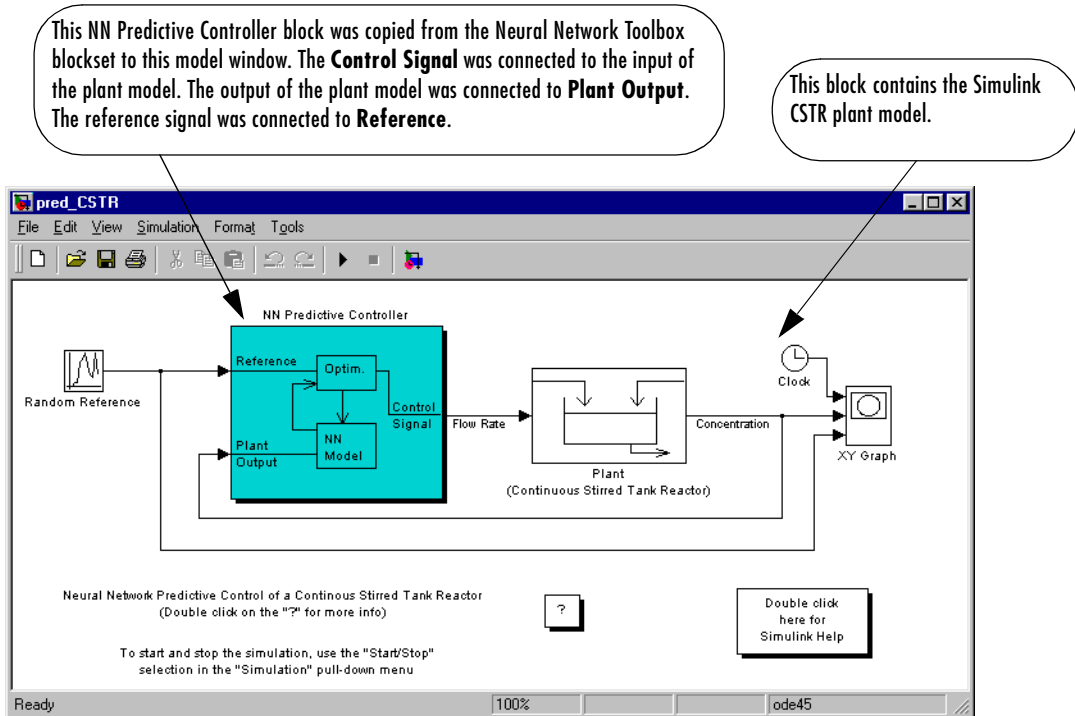 This NN Predictive Controller block was copied from the Neural Network Toolbox
blockset to this model window. The Control Signal was connected to the input of
the plant model. The output of the plant model was connected to Plant Output.
The reference signal was connected to Reference.
This block contains the Simulink
CSTR plant model.
pred_CSTR
File Edit View Simulation Format Tools
NN Predictive Controller
Random Reference
Reference
Optim.
Control
Signal
Plant
Output
NN
Model
Flow Rate
Plant
(Continuous Stirred Tank Reactor)
Concentration
Clock
XY Graph
Neural Network Predictive Control of a Continous Stirred Tank Reactor
(Double click on the "?" for more info)
?
Double click
here for
Simulink Help
To start and stop the simulation, use the "Start/Stop"
selection in the "Simulation" pull-down menu
Ready 100% ode45